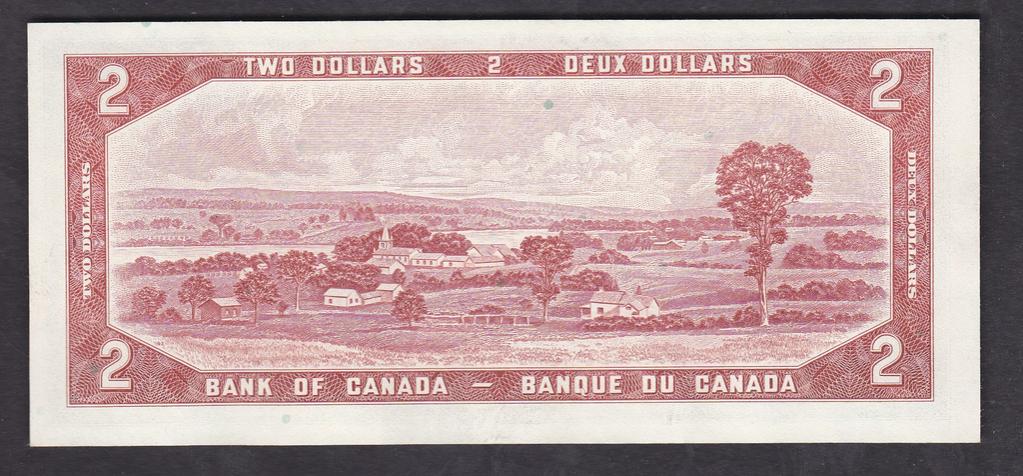 2 TWO DOLLARS 2 DEUX DOLLARS 2
TWO DOLLARS
DEUX DOLLARS
2 BANK OF CANADA – BANQUE DU CANADA 2